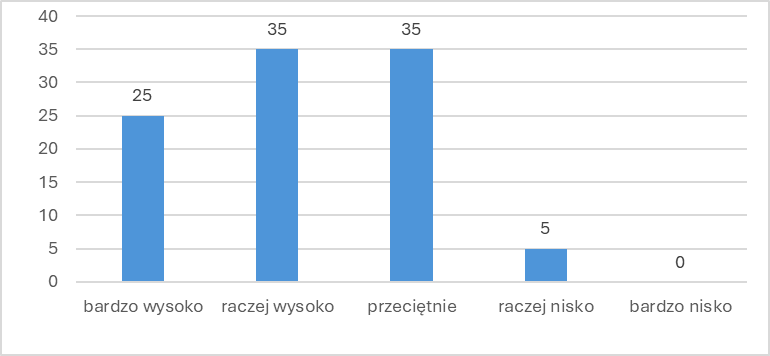 40
35
30
25
20
15
10
5
0
25
35
35
5
0
bardzo wysoko
raczej wysoko
przeciętnie
raczej nisko
bardzo nisko